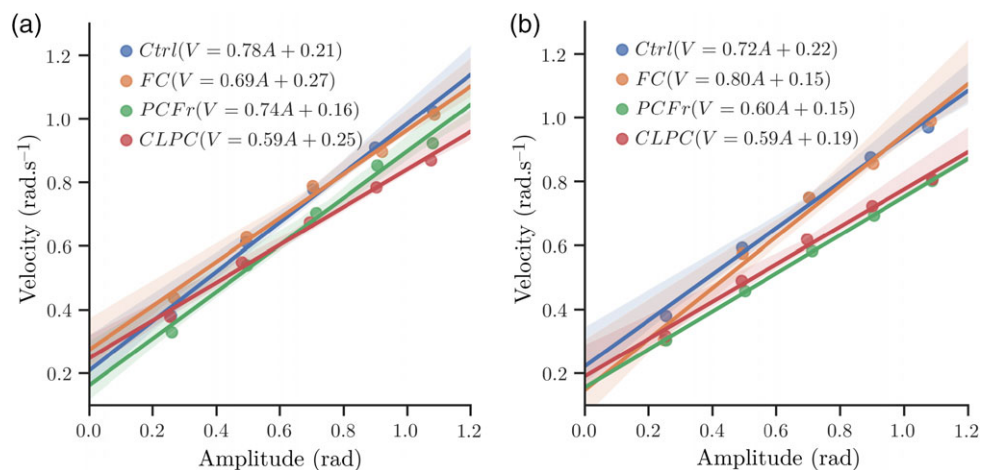 (a)
Ctrl(V = 0.78A + 0.21)
FC(V = 0.69A + 0.27)
PCFr(V = 0.74A + 0.16)
CLPC(V = 0.59A + 0.25)
1.2
1.0
0.8
0.6
0.4
0.2
Velocity (rad.s⁻¹)
0.0 0.2 0.4 0.6 0.8 1.0 1.2
Amplitude (rad)
(b)
Ctrl(V = 0.72A + 0.22)
FC(V = 0.80A + 0.15)
PCFr(V = 0.60A + 0.15)
CLPC(V = 0.59A + 0.19)
1.2
1.0
0.8
0.6
0.4
0.2
Velocity (rad.s⁻¹)
0.0 0.2 0.4 0.6 0.8 1.0 1.2
Amplitude (rad)